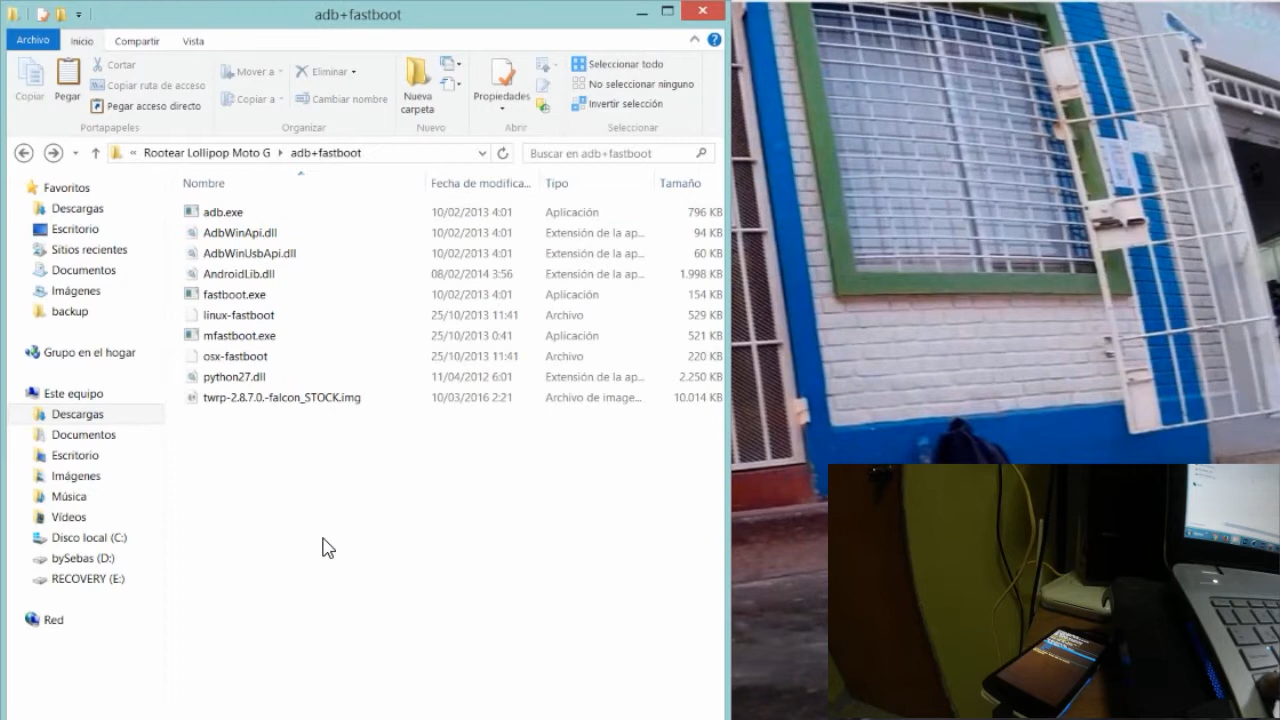 adb+fastboot
Archivo
Inicio
Compartir
Vista
Copiar
Pegar
Cortar
Copiar ruta de acceso
Pegar acceso directo
Portapapeles
Mover a
Copiar a
Eliminar
Cambiar nombre
Organizar
Nueva
carpeta
Nuevo
Propiedades
Abrir
Seleccionar todo
No seleccionar ninguno
Invertir selección
Seleccionar
« Rootear Lollipop Moto G adb+fastboot
Buscar en adb+fastboot
Nombre Fecha de modifica... Tipo Tamaño
adb.exe 10/02/2013 4:01 Aplicación 796 KB
AdbWinApi.dll 10/02/2013 4:01 Extensión de la ap... 94 KB
AdbWinUsbApi.dll 10/02/2013 4:01 Extensión de la ap... 60 KB
AndroidLib.dll 08/02/2014 3:56 Extensión de la ap... 1.998 KB
fastboot.exe 10/02/2013 4:01 Aplicación 154 KB
linux-fastboot 25/10/2013 11:41 Archivo 529 KB
mfastboot.exe 25/10/2013 0:41 Aplicación 521 KB
osx-fastboot 25/10/2013 11:41 Archivo 220 KB
python27.dll 11/04/2012 6:01 Extensión de la ap... 2.250 KB
twrp-2.8.7.0.-falcon_STOCK.img 10/03/2016 2:21 Archivo de image... 10.014 KB
Favoritos
Descargas
Escritorio
Sitios recientes
Documentos
Imágenes
backup
Grupo en el hogar
Este equipo
Descargas
Documentos
Escritorio
Imágenes
Música
Vídeos
Disco local (C:)
bySebas (D:)
RECOVERY (E:)
Red